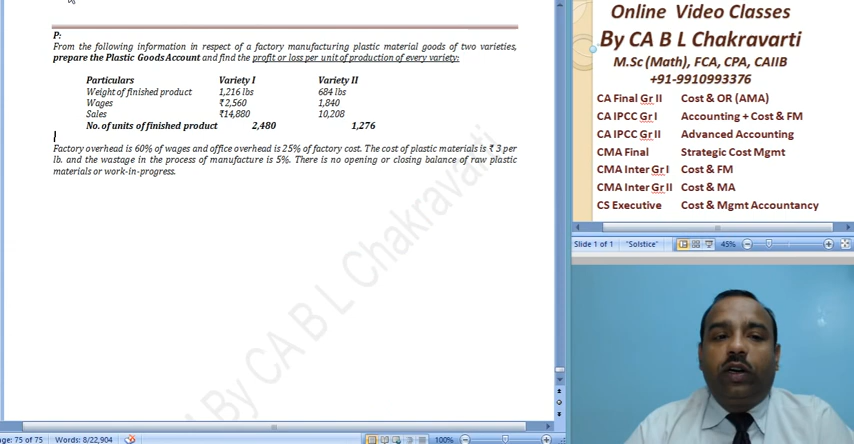 P:
From the following information in respect of a factory manufacturing plastic material goods of two varieties,
prepare the Plastic Goods Account and find the profit or loss per unit of production of every variety:
Particulars Variety I Variety II
Weight of finished product 1,216 lbs 684 lbs
Wages ₹2,560 1,840
Sales ₹14,880 10,208
No. of units of finished product 2,480 1,276
Factory overhead is 60% of wages and office overhead is 25% of factory cost. The cost of plastic materials is ₹ 3 per
lb. and the wastage in the process of manufacture is 5%. There is no opening or closing balance of raw plastic
materials or work-in-progress.
By CA B L Chakravarti
age: 75 of 75 Words: 8/22,904 100%
Online Video Classes
By CA B L Chakravarti
M.Sc (Math), FCA, CPA, CAIIB
+91-9910993376
CA Final Gr II Cost & OR (AMA)
CA IPCC Gr I Accounting + Cost & FM
CA IPCC Gr II Advanced Accounting
CMA Final Strategic Cost Mgmt
CMA Inter Gr I Cost & FM
CMA Inter Gr II Cost & MA
CS Executive Cost & Mgmt Accountancy
Slide 1 of 1 "Solstice" 45%